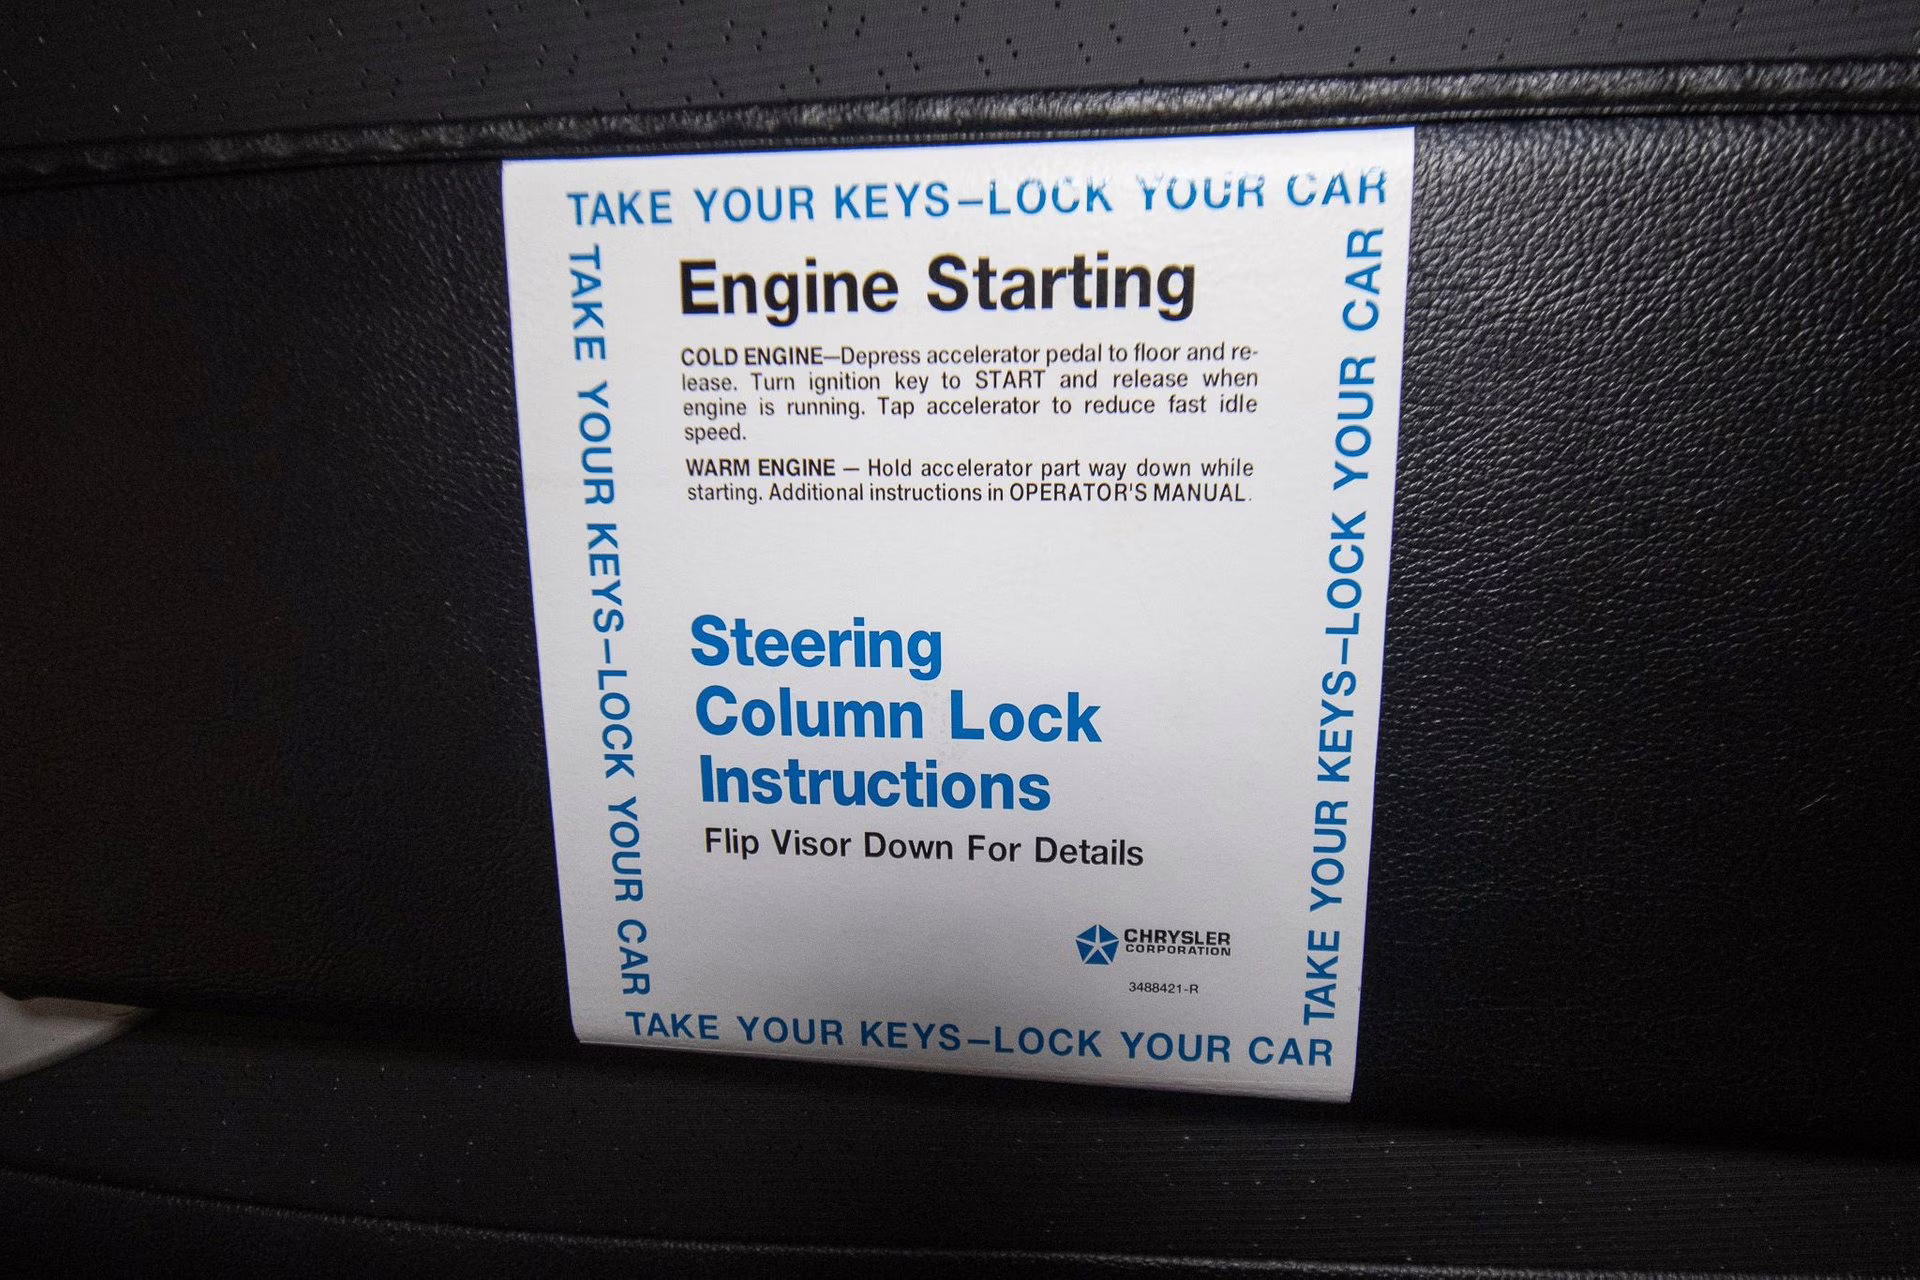 TAKE YOUR KEYS–LOCK YOUR CAR
TAKE YOUR KEYS–LOCK YOUR CAR
TAKE YOUR KEYS–LOCK YOUR CAR
Engine Starting
COLD ENGINE—Depress accelerator pedal to floor and re-
lease. Turn ignition key to START and release when
engine is running. Tap accelerator to reduce fast idle
speed.
WARM ENGINE — Hold accelerator part way down while
starting. Additional instructions in OPERATOR'S MANUAL.
Steering
Column Lock
Instructions
Flip Visor Down For Details
CHRYSLER
CORPORATION
3488421-R
TAKE YOUR KEYS–LOCK YOUR CAR